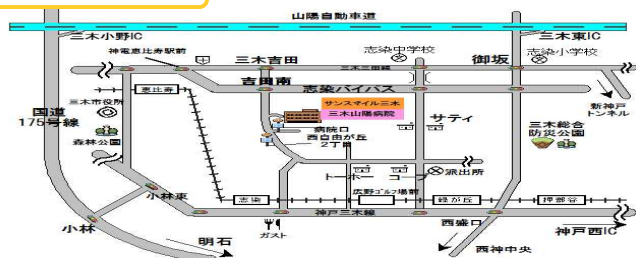 山陽自動車道
三木小野IC
三木東IC
神電恵比寿駅前
三木吉田
三木三田線
志染中学校
御坂
志染小学校
吉田南
志染バイパス
国道
175号線
三木市役所
恵比寿
サンスマイル三木
三木山陽病院
サティ
新神戸
トンネル
森林公園
病院口
西自由が丘
2丁目
三木総合
防災公園
トーホー
コープ
派出所
小林東
志染
広野ゴルフ場前
緑が丘
押部谷
小林
神戸三木線
ガスト
西盛口
神戸西IC
明石
西神中央